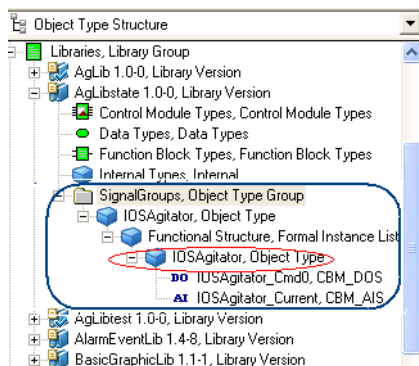 Object Type Structure
Libraries, Library Group
AgLib 1.0-0, Library Version
AgLibstate 1.0-0, Library Version
Control Module Types, Control Module Types
Data Types, Data Types
Function Block Types, Function Block Types
Internal Types, Internal
SignalGroups, Object Type Group
IOSAgitator, Object Type
Functional Structure, Formal Instance List
IOSAgitator, Object Type
DO IOSAgitator_Cmd0, CBM_DOS
AI IOSAgitator_Current, CBM_AIS
AgLibtest 1.0-0, Library Version
AlarmEventLib 1.4-8, Library Version
BasicGraphicLib 1.1-1, Library Version